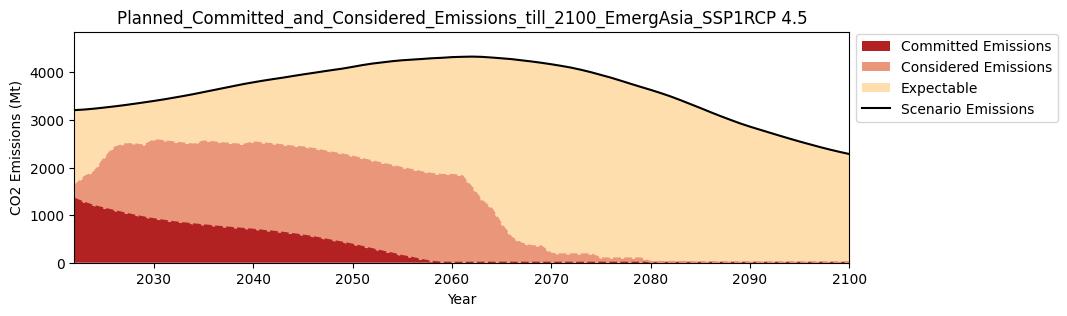 Planned_Committed_and_Considered_Emissions_till_2100_EmergAsia_SSP1RCP 4.5
CO2 Emissions (Mt)
4000
3000
2000
1000
0
2030 2040 2050 2060 2070 2080 2090 2100
Year
Committed Emissions
Considered Emissions
Expectable
Scenario Emissions